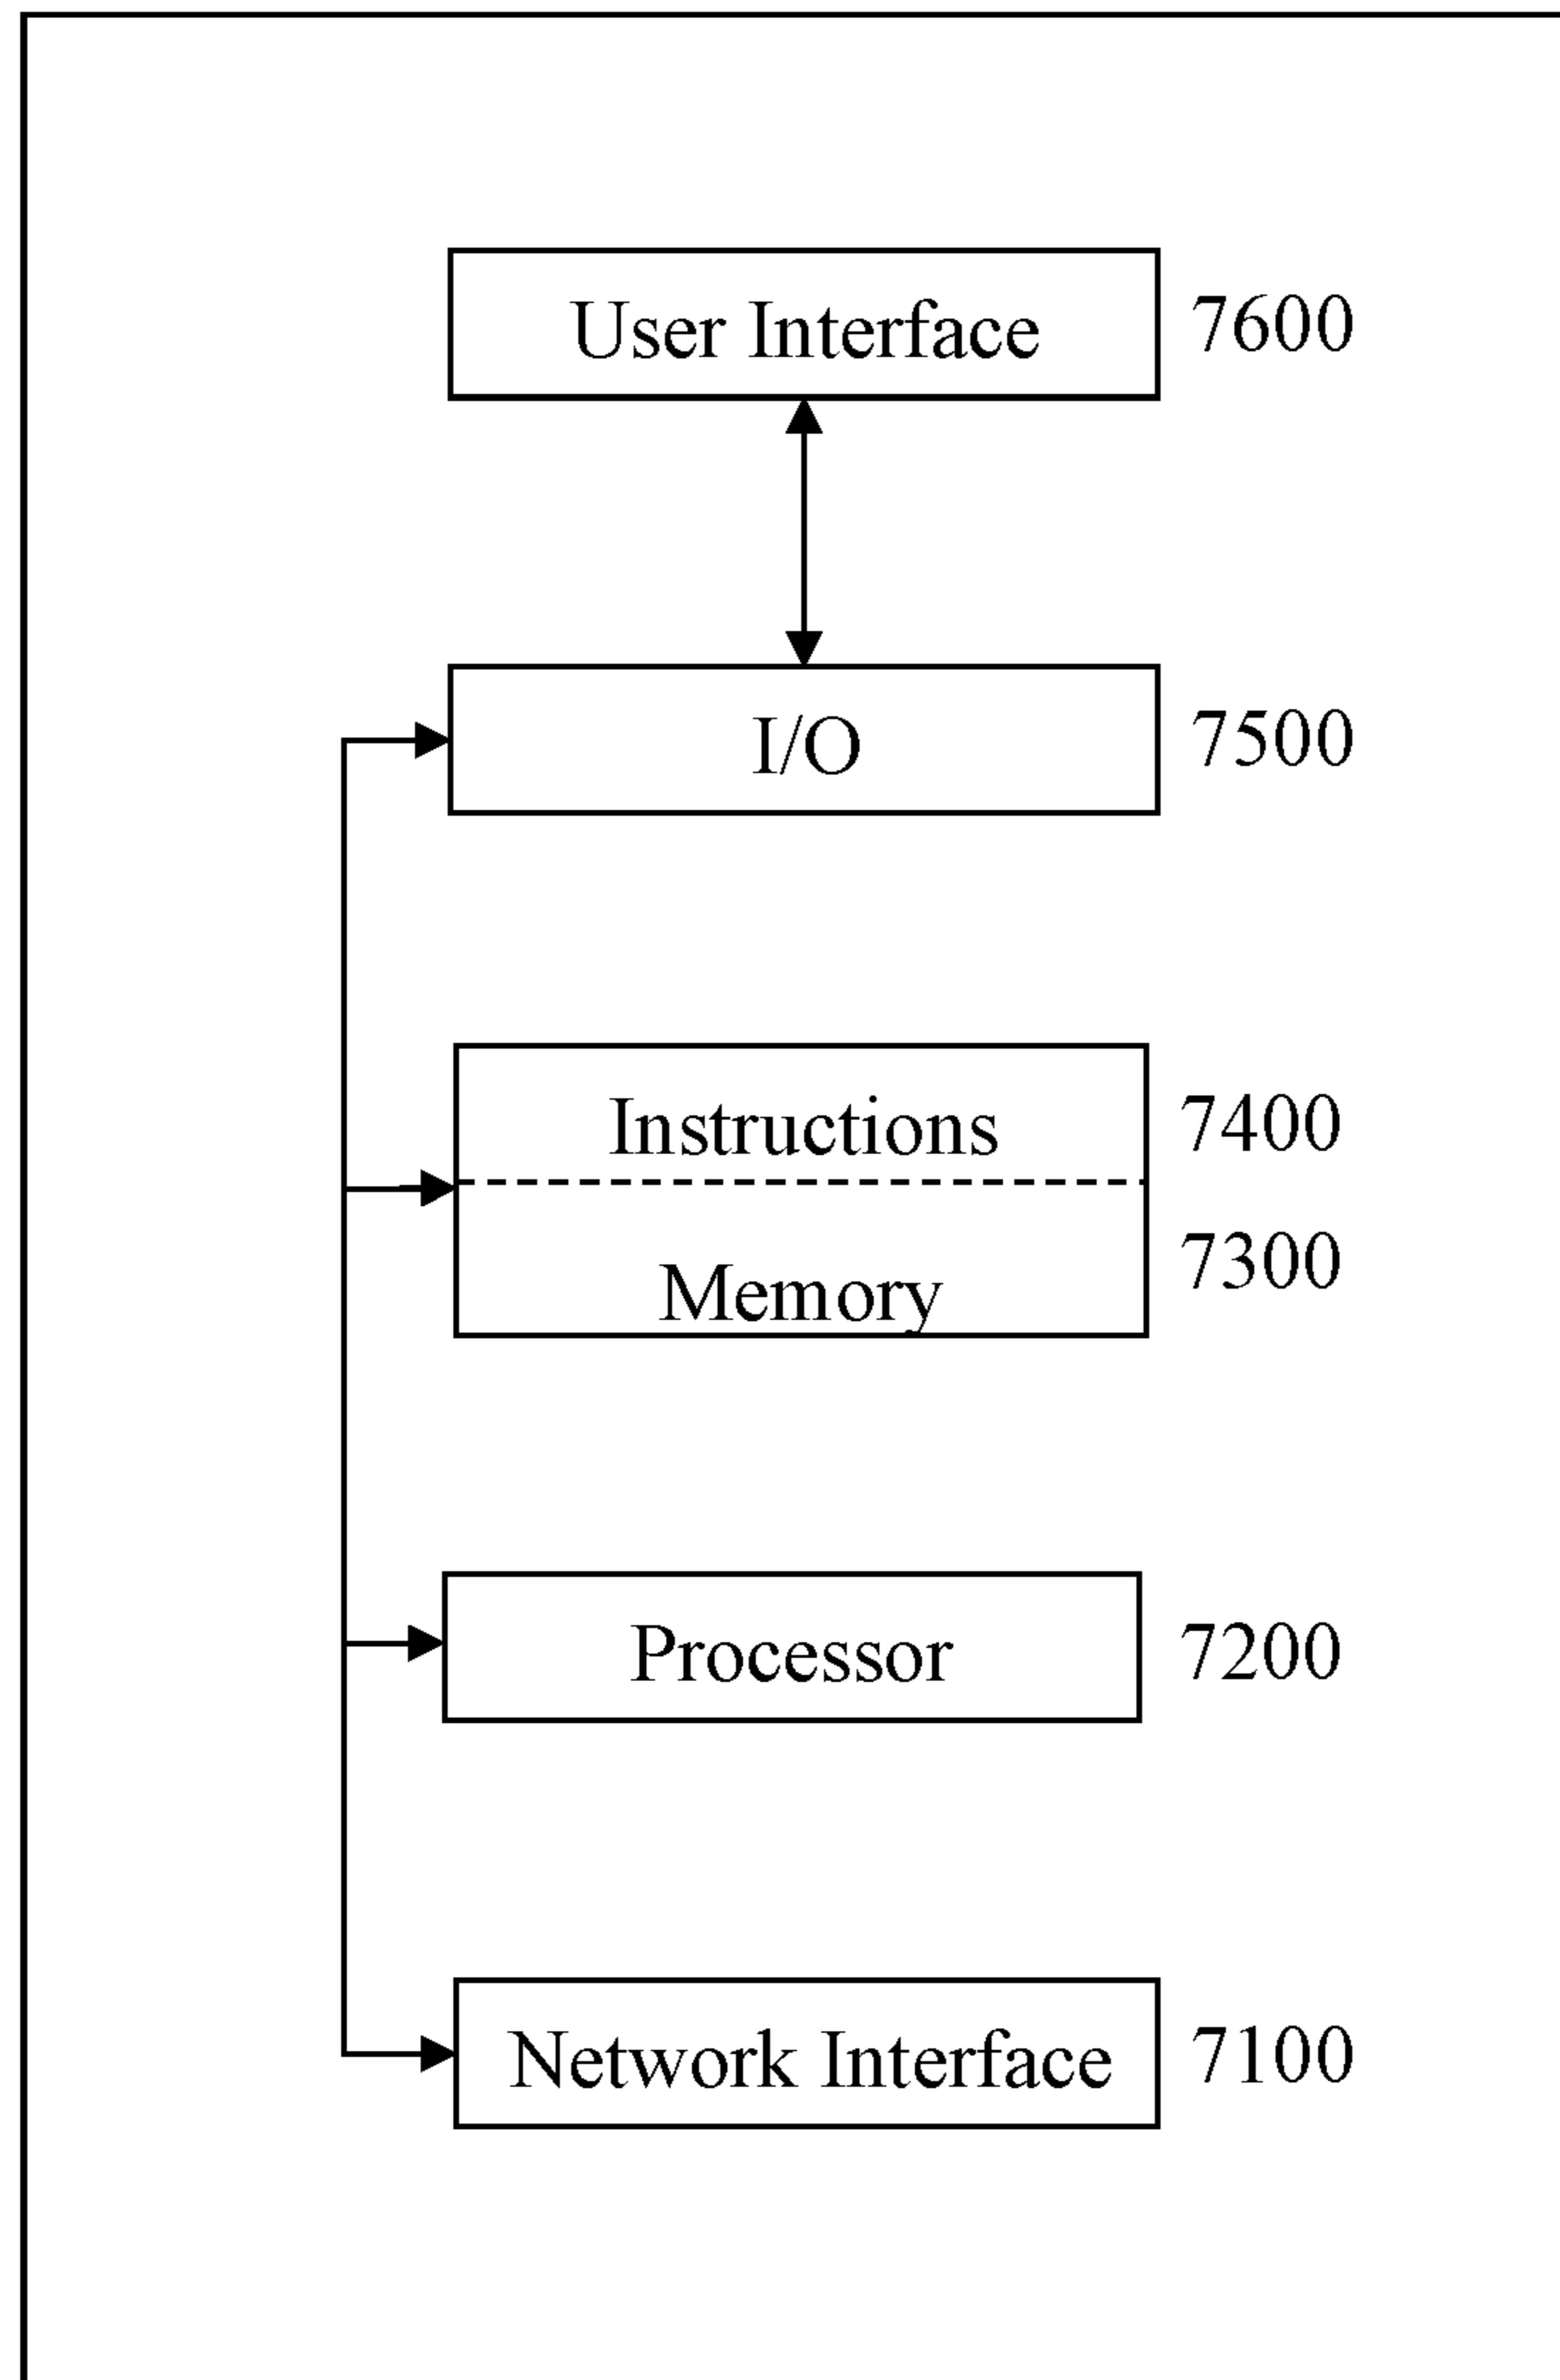 User Interface 7600
I/O 7500
Instructions 7400
Memory 7300
Processor 7200
Network Interface 7100